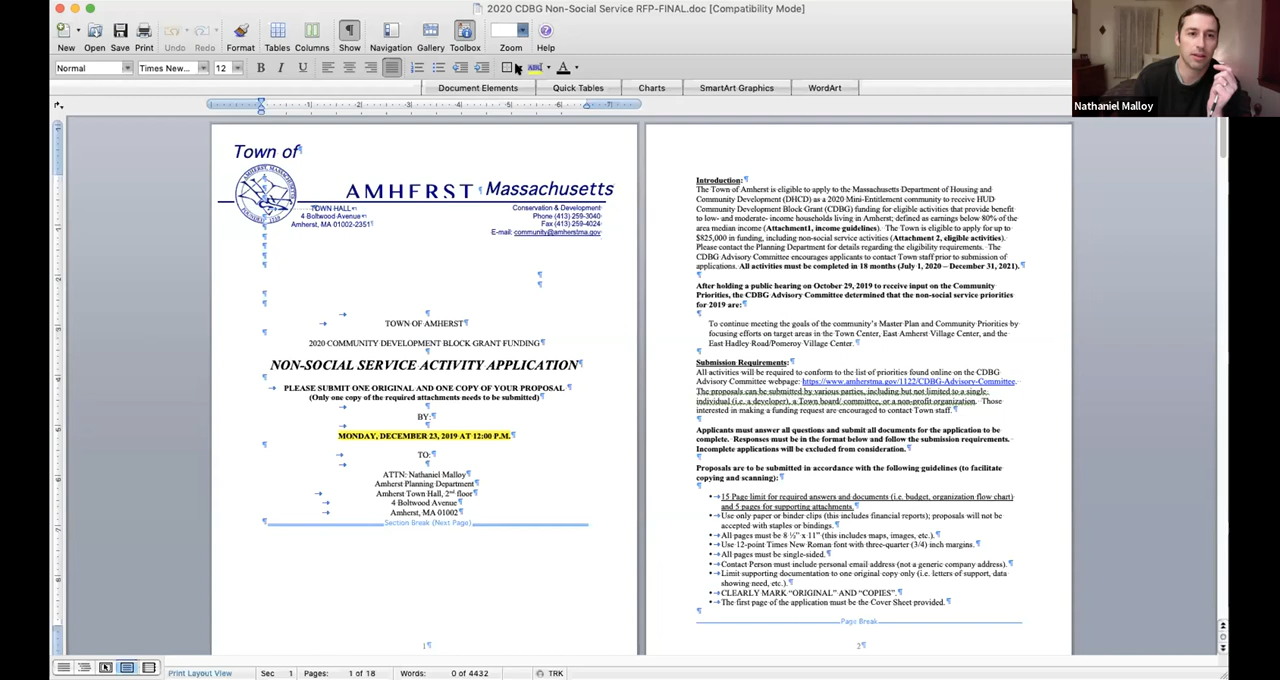 2020 CDBG Non-Social Service RFP-FINAL.doc [Compatibility Mode]
New Open Save Print Undo Redo Format Tables Columns Show Navigation Gallery Toolbox Zoom Help
Normal Times New... 12 B I U ABC A
Document Elements Quick Tables Charts SmartArt Graphics WordArt
Nathaniel Malloy
Town of
AMHERST Massachusetts
TOWN HALL
4 Boltwood Avenue
Amherst, MA 01002-2351
Conservation & Development
Phone (413) 259-3040
Fax (413) 259-4024
E-mail: community@amherstma.gov
TOWN OF AMHERST
2020 COMMUNITY DEVELOPMENT BLOCK GRANT FUNDING
NON-SOCIAL SERVICE ACTIVITY APPLICATION
PLEASE SUBMIT ONE ORIGINAL AND ONE COPY OF YOUR PROPOSAL
(Only one copy of the required attachments needs to be submitted)
BY:
MONDAY, DECEMBER 23, 2019 AT 12:00 P.M.
TO:
ATTN: Nathaniel Malloy
Amherst Planning Department
Amherst Town Hall, 2nd floor
4 Boltwood Avenue
Amherst, MA 01002
Section Break (Next Page)
1
Introduction:
The Town of Amherst is eligible to apply to the Massachusetts Department of Housing and
Community Development (DHCD) as a 2020 Mini-Entitlement community to receive HUD
Community Development Block Grant (CDBG) funding for eligible activities that provide benefit
to low- and moderate-income households living in Amherst; defined as earnings below 80% of the
area median income (Attachment1, income guidelines). The Town is eligible to apply for up to
$825,000 in funding, including non-social service activities (Attachment 2, eligible activities).
Please contact the Planning Department for details regarding the eligibility requirements. The
CDBG Advisory Committee encourages applicants to contact Town staff prior to submission of
applications. All activities must be completed in 18 months (July 1, 2020 – December 31, 2021).
After holding a public hearing on October 29, 2019 to receive input on the Community
Priorities, the CDBG Advisory Committee determined that the non-social service priorities
for 2019 are:
To continue meeting the goals of the community's Master Plan and Community Priorities by
focusing efforts on target areas in the Town Center, East Amherst Village Center, and the
East Hadley Road/Pomeroy Village Center.
Submission Requirements:
All activities will be required to conform to the list of priorities found online on the CDBG
Advisory Committee webpage: https://www.amherstma.gov/1122/CDBG-Advisory-Committee.
The proposals can be submitted by various parties, including but not limited to a single
individual (i.e. a developer), a Town board/ committee, or a non-profit organization. Those
interested in making a funding request are encouraged to contact Town staff.
Applicants must answer all questions and submit all documents for the application to be
complete. Responses must be in the format below and follow the submission requirements.
Incomplete applications will be excluded from consideration.
Proposals are to be submitted in accordance with the following guidelines (to facilitate
copying and scanning):
• 15 Page limit for required answers and documents (i.e. budget, organization flow chart)
and 5 pages for supporting attachments.
• Use only paper or binder clips (this includes financial reports); proposals will not be
accepted with staples or bindings.
• All pages must be 8 ½" x 11" (this includes maps, images, etc.).
• Use 12-point Times New Roman font with three-quarter (3/4) inch margins.
• All pages must be single-sided.
• Contact Person must include personal email address (not a generic company address).
• Limit supporting documentation to one original copy only (i.e. letters of support, data
showing need, etc.).
• CLEARLY MARK "ORIGINAL" AND "COPIES".
• The first page of the application must be the Cover Sheet provided.
Page Break
2
Print Layout View Sec 1 Pages: 1 of 18 Words: 0 of 4432 TRK